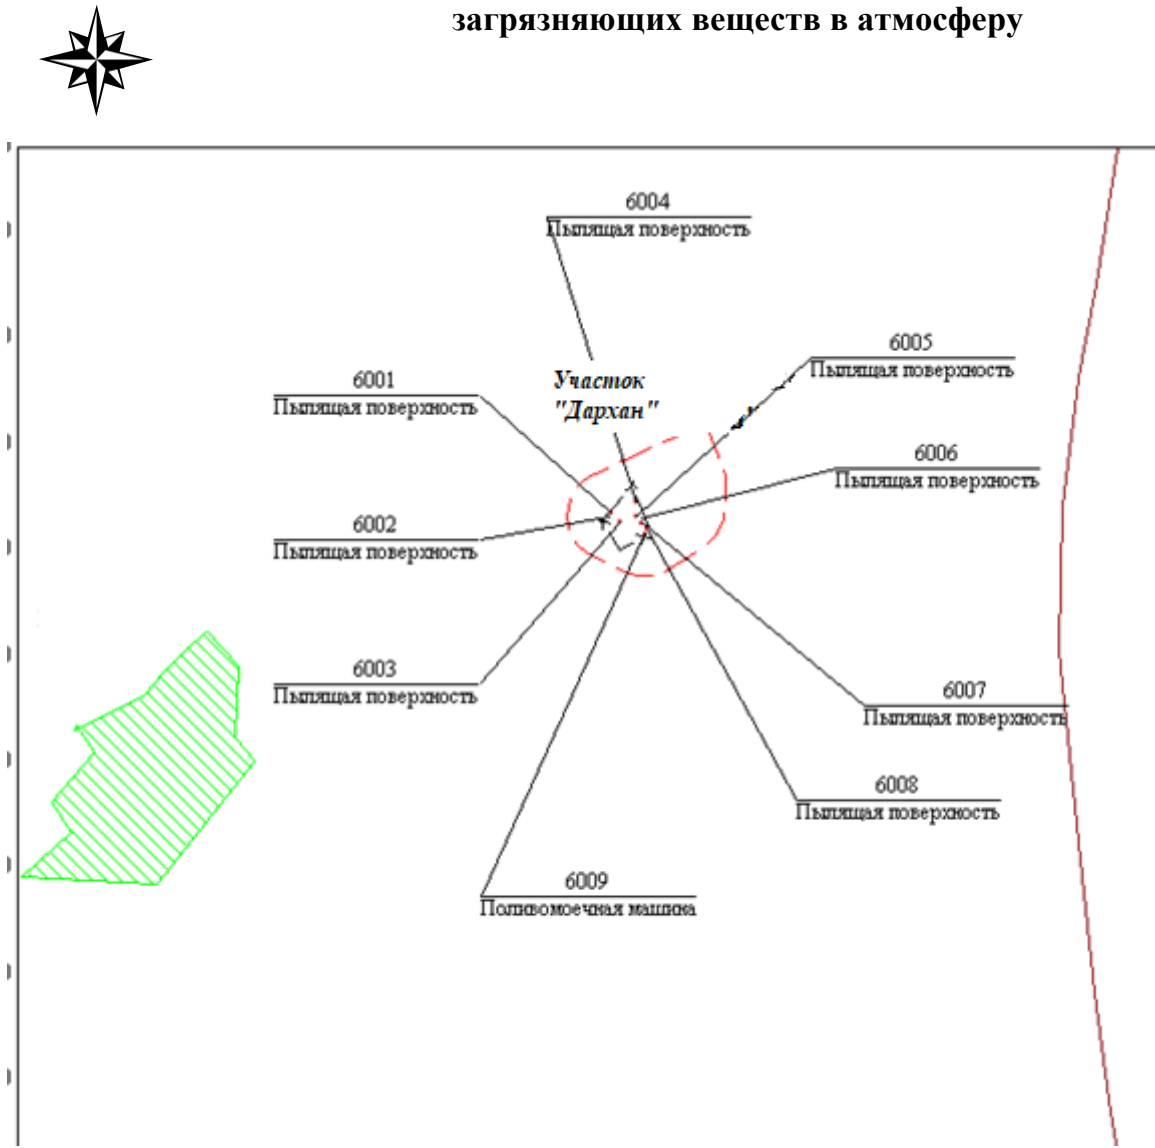 загрязняющих веществ в атмосферу
6004
Пылящая поверхность
6005
Пылящая поверхность
6001
Пылящая поверхность
Участок
"Дархан"
6006
Пылящая поверхность
6002
Пылящая поверхность
6003
Пылящая поверхность
6007
Пылящая поверхность
6008
Пылящая поверхность
6009
Поливомоечная машина